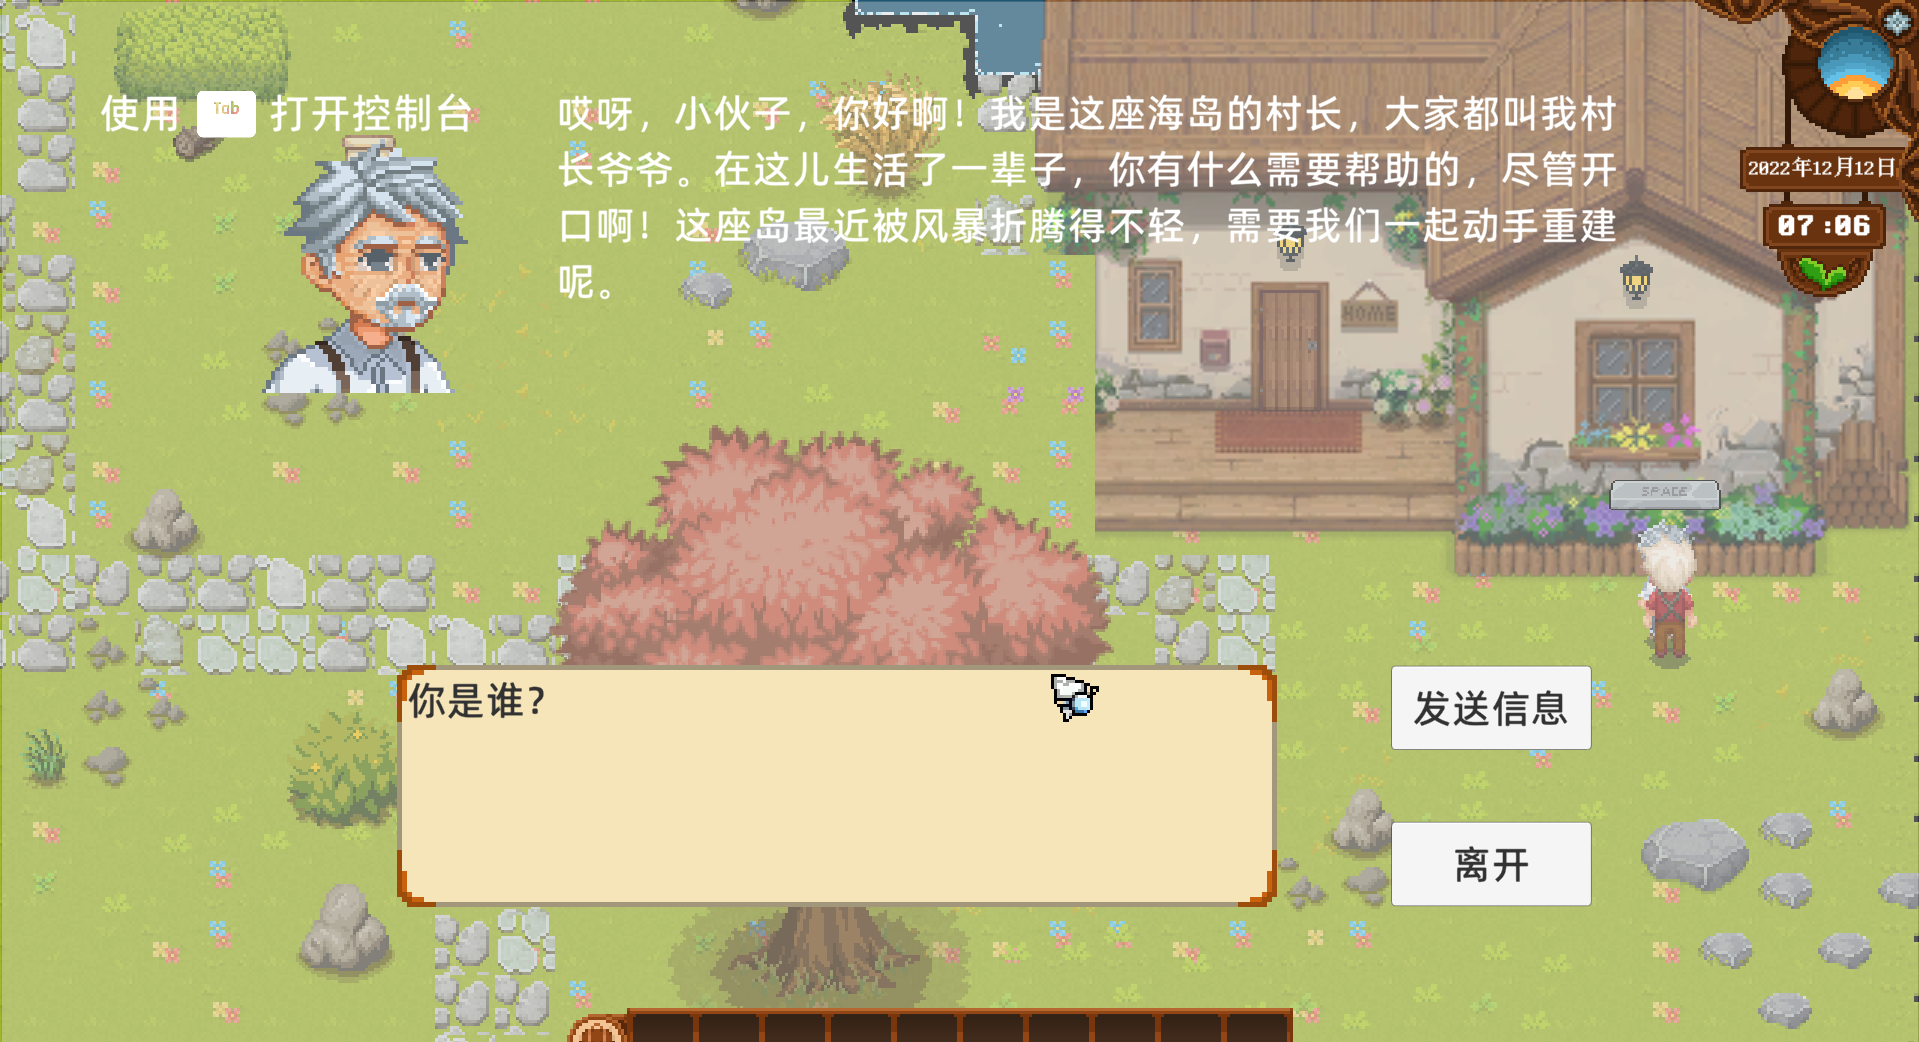 使用 Tab 打开控制台
哎呀，小伙子，你好啊！我是这座海岛的村长，大家都叫我村
长爷爷。在这儿生活了一辈子，你有什么需要帮助的，尽管开
口啊！这座岛最近被风暴折腾得不轻，需要我们一起动手重建
呢。
2022年12月12日
07:06
HOME
SPACE
你是谁？
发送信息
离开